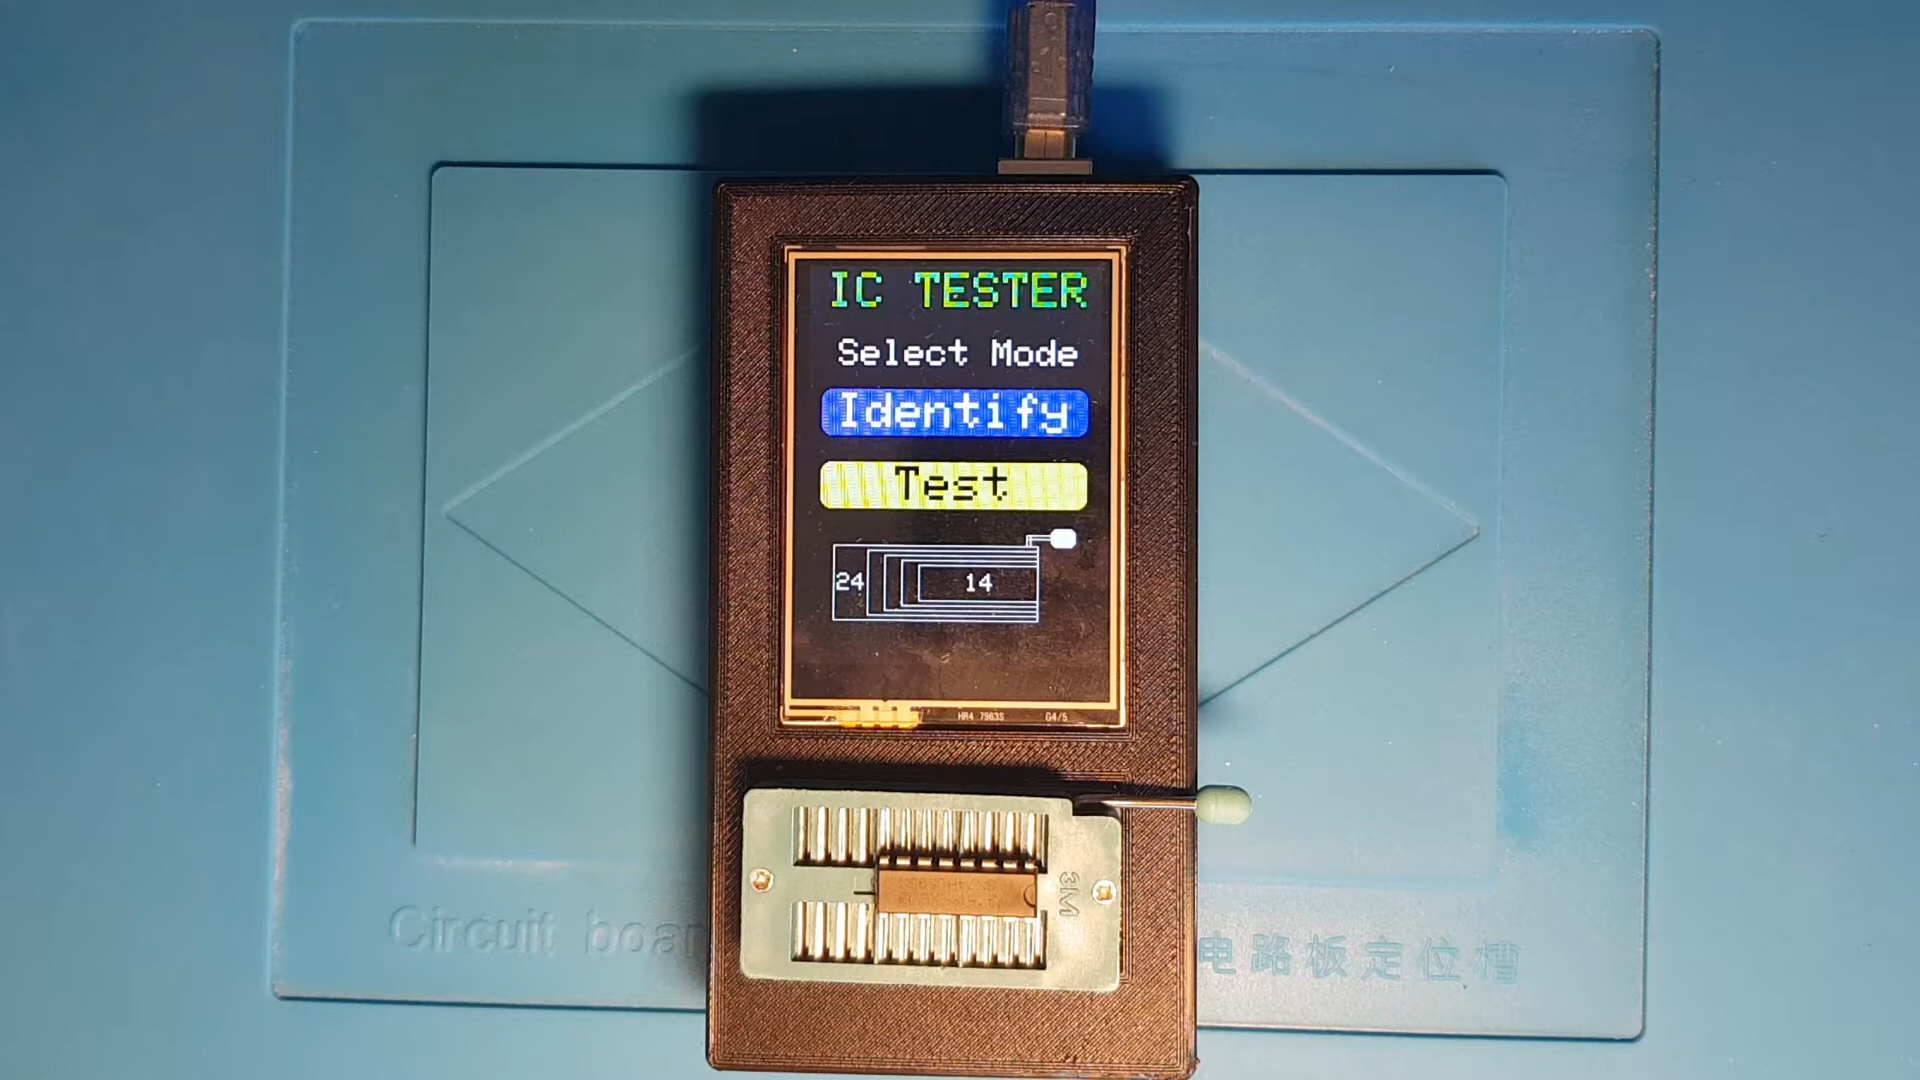 IC TESTER
Select Mode
Identify
Test
24
14
HR4 7963S G4/5
3M
Circuit boar
电路板定位槽